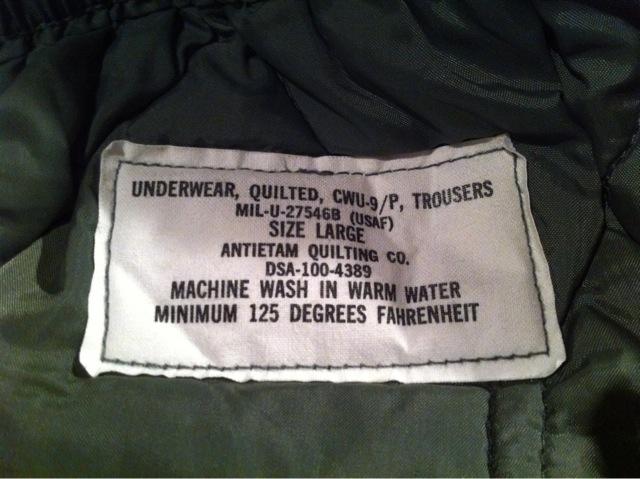 UNDERWEAR, QUILTED, CWU-9/P, TROUSERS
MIL-U-27546B (USAF)
SIZE LARGE
ANTIETAM QUILTING CO.
DSA-100-4389
MACHINE WASH IN WARM WATER
MINIMUM 125 DEGREES FAHRENHEIT